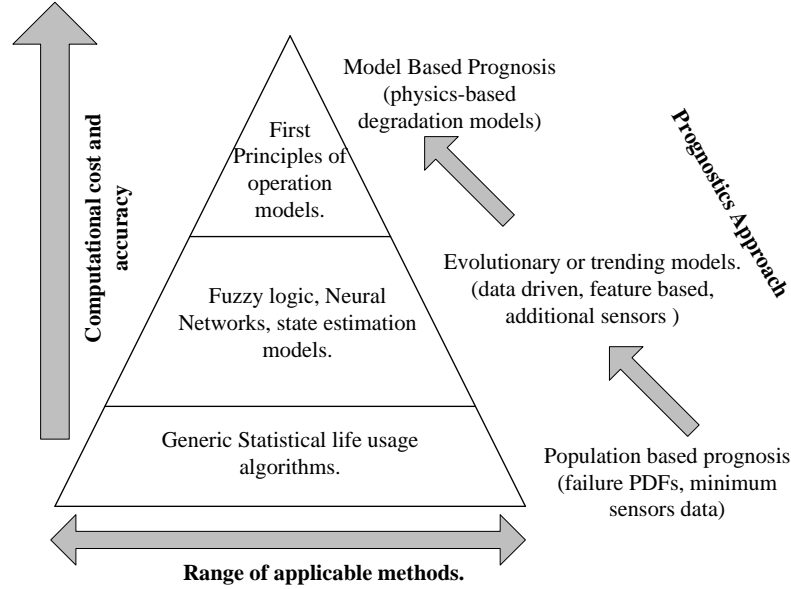 Computational cost and
accuracy
First
Principles of
operation
models.
Fuzzy logic, Neural
Networks, state estimation
models.
Generic Statistical life usage
algorithms.
Range of applicable methods.
Model Based Prognosis
(physics-based
degradation models)
Evolutionary or trending models.
(data driven, feature based,
additional sensors )
Population based prognosis
(failure PDFs, minimum
sensors data)
Prognostics Approach